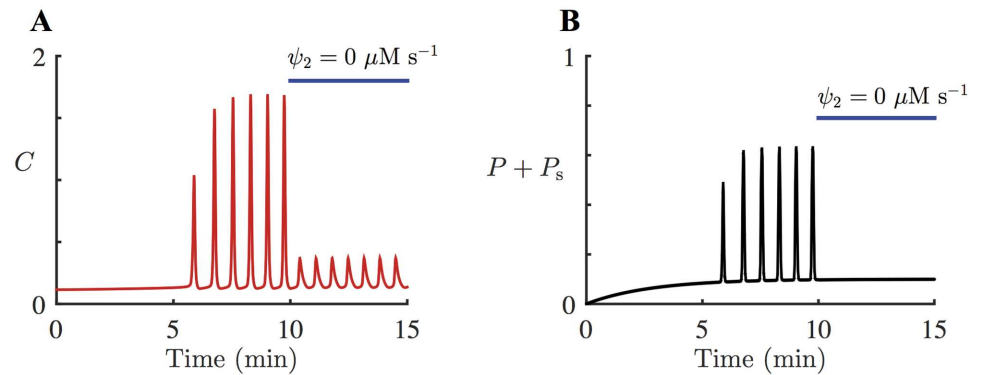 A
2
ψ₂ = 0 μM s⁻¹
C
0
0 5 10 15
Time (min)
B
1
ψ₂ = 0 μM s⁻¹
P + Pₛ
0
0 5 10 15
Time (min)